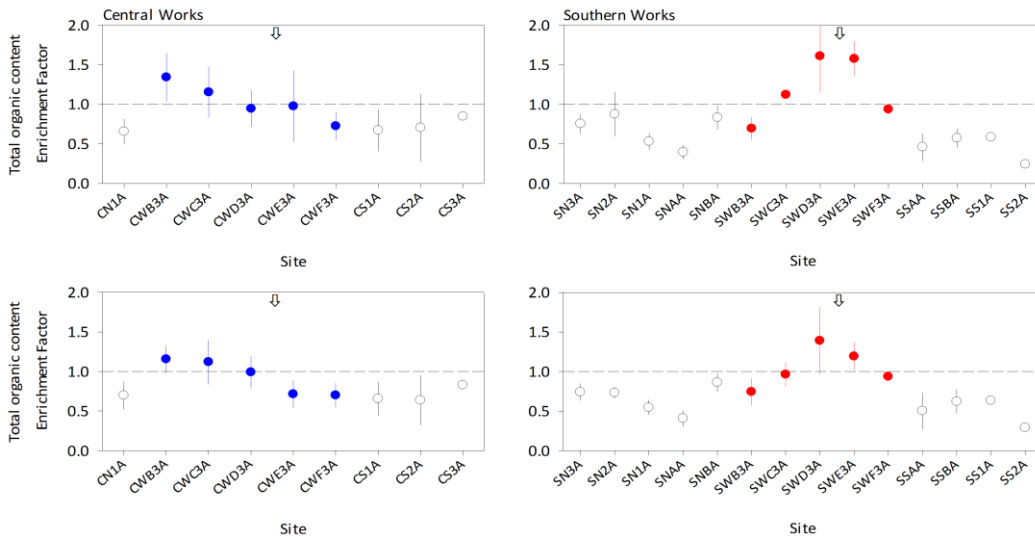 Central Works
Total organic content
Enrichment Factor
2.0
1.5
1.0
0.5
0.0
CN1A CWB3A CWC3A CWD3A CWE3A CWF3A CS1A CS2A CS3A
Site
Southern Works
2.0
1.5
1.0
0.5
0.0
SN3A SN2A SN1A SNAA SNBA SWB3A SWC3A SWD3A SWE3A SWF3A SSAA SSBA SS1A SS2A
Site
Total organic content
Enrichment Factor
2.0
1.5
1.0
0.5
0.0
CN1A CWB3A CWC3A CWD3A CWE3A CWF3A CS1A CS2A CS3A
Site
2.0
1.5
1.0
0.5
0.0
SN3A SN2A SN1A SNAA SNBA SWB3A SWC3A SWD3A SWE3A SWF3A SSAA SSBA SS1A SS2A
Site